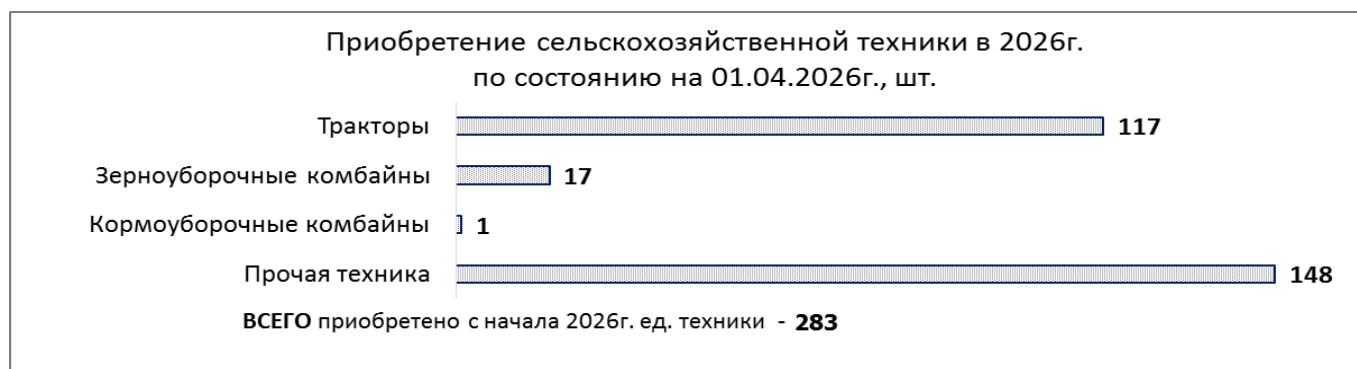 Приобретение сельскохозяйственной техники в 2026г.
по состоянию на 01.04.2026г., шт.
Тракторы 117
Зерноуборочные комбайны 17
Кормоуборочные комбайны 1
Прочая техника 148
ВСЕГО приобретено с начала 2026г. ед. техники - 283